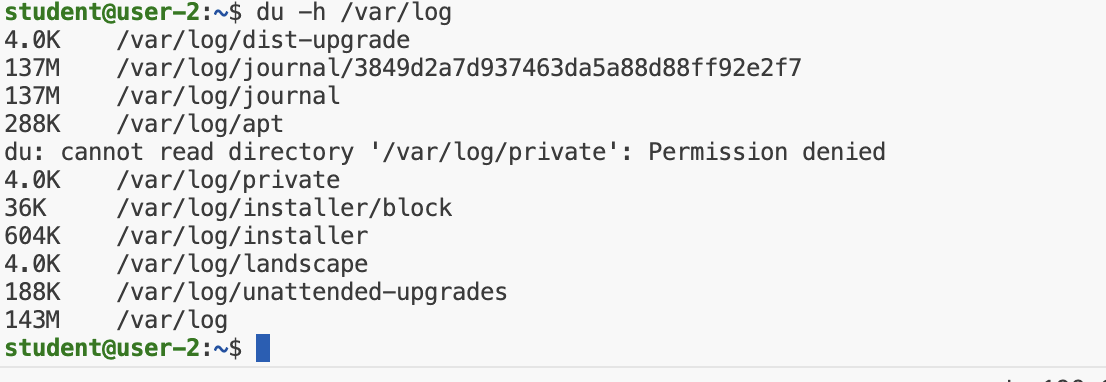 student@user-2:~$ du -h /var/log
4.0K    /var/log/dist-upgrade
137M    /var/log/journal/3849d2a7d937463da5a88d88ff92e2f7
137M    /var/log/journal
288K    /var/log/apt
du: cannot read directory '/var/log/private': Permission denied
4.0K    /var/log/private
36K     /var/log/installer/block
604K    /var/log/installer
4.0K    /var/log/landscape
188K    /var/log/unattended-upgrades
143M    /var/log
student@user-2:~$